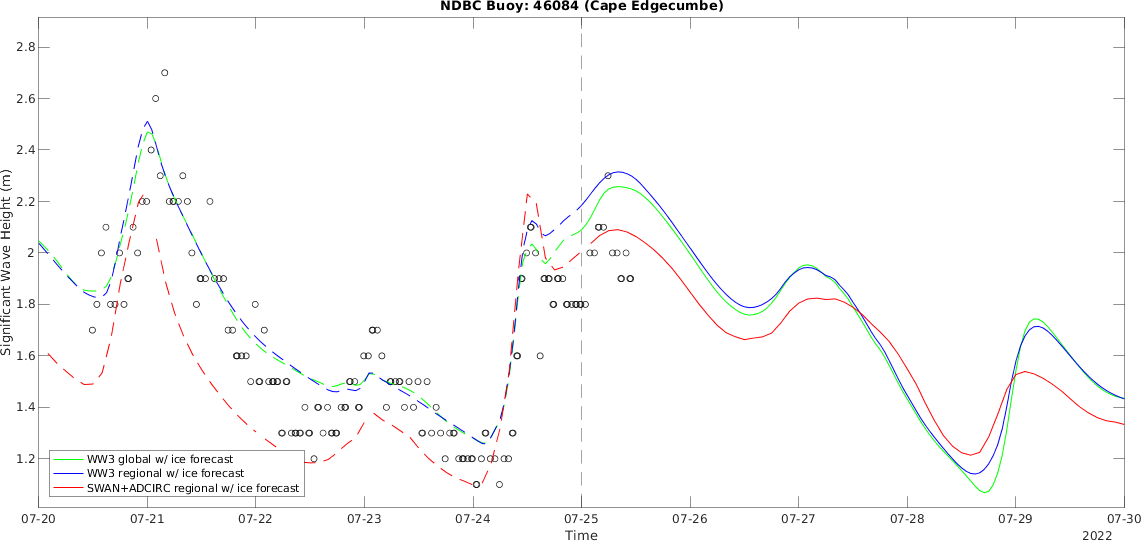 NDBC Buoy: 46084 (Cape Edgecumbe)
Significant Wave Height (m)
2.8
2.6
2.4
2.2
2
1.8
1.6
1.4
1.2
WW3 global w/ ice forecast
WW3 regional w/ ice forecast
SWAN+ADCIRC regional w/ ice forecast
07-20 07-21 07-22 07-23 07-24 07-25 07-26 07-27 07-28 07-29 07-30
Time
2022